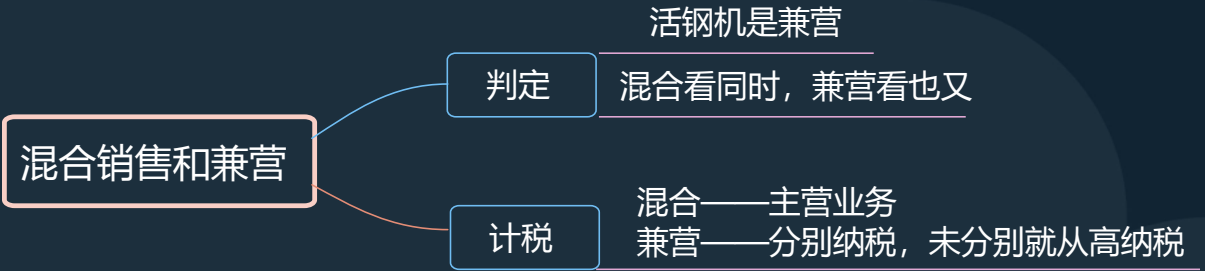 混合销售和兼营
判定
活钢机是兼营
混合看同时，兼营看也又
计税
混合——主营业务
兼营——分别纳税，未分别就从高纳税